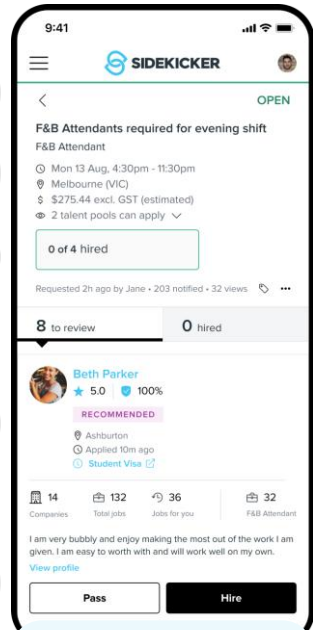 9:41
SIDEKICKER
OPEN
F&B Attendants required for evening shift
F&B Attendant
Mon 13 Aug, 4:30pm - 11:30pm
Melbourne (VIC)
$ $275.44 excl. GST (estimated)
2 talent pools can apply
0 of 4 hired
Requested 2h ago by Jane • 203 notified • 32 views
8 to review 0 hired
Beth Parker
5.0 100%
RECOMMENDED
Ashburton
Applied 10m ago
Student Visa
14 132 36 32
Companies Total jobs Jobs for you F&B Attendant
I am very bubbly and enjoy making the most out of the work I am
given. I am easy to worth with and will work well on my own.
View profile
Pass Hire